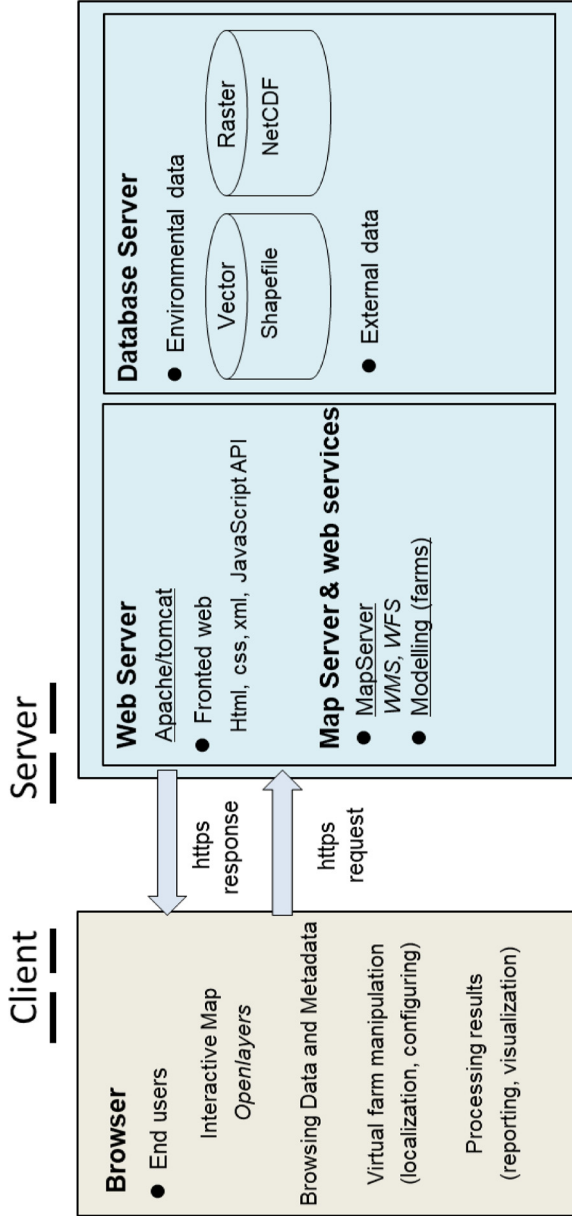 Client
Server
Browser
● End users
Interactive Map
Openlayers
Browsing Data and Metadata
Virtual farm manipulation
(localization, configuring)
Processing results
(reporting, visualization)
https
response
https
request
Web Server
Apache/tomcat
● Fronted web
Html, css, xml, JavaScript API
Map Server & web services
● MapServer
WMS, WFS
● Modelling (farms)
Database Server
● Environmental data
Vector
Shapefile
Raster
NetCDF
● External data